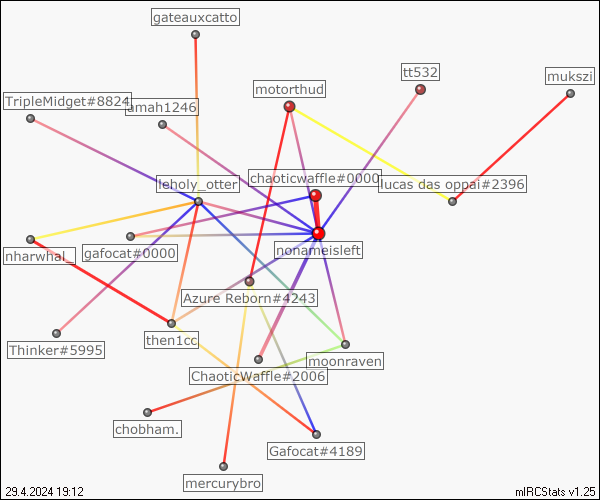 gateauxcatto
tt532
mukszi
motorthud
TripleMidget#8824
amah1246
chaoticwaffle#0000
leholy_otter
lucas das oppai#2396
nharwhal_
gafocat#0000
nonameisleft
Azure Reborn#4243
then1cc
Thinker#5995
moonraven
ChaoticWaffle#2006
chobham.
Gafocat#4189
mercurybro
29.4.2024 19:12
mIRCStats v1.25